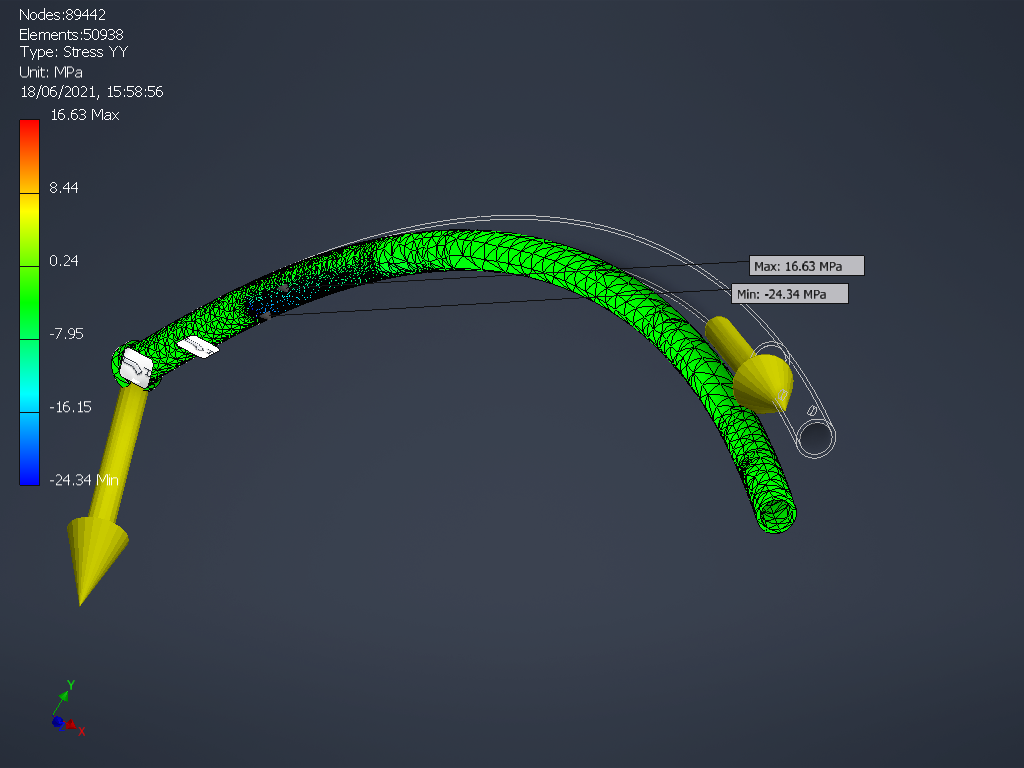 Nodes:89442
Elements:50938
Type: Stress YY
Unit: MPa
18/06/2021, 15:58:56
16.63 Max
8.44
0.24
-7.95
-16.15
-24.34 Min
Max: 16.63 MPa
Min: -24.34 MPa
Y
Z
X